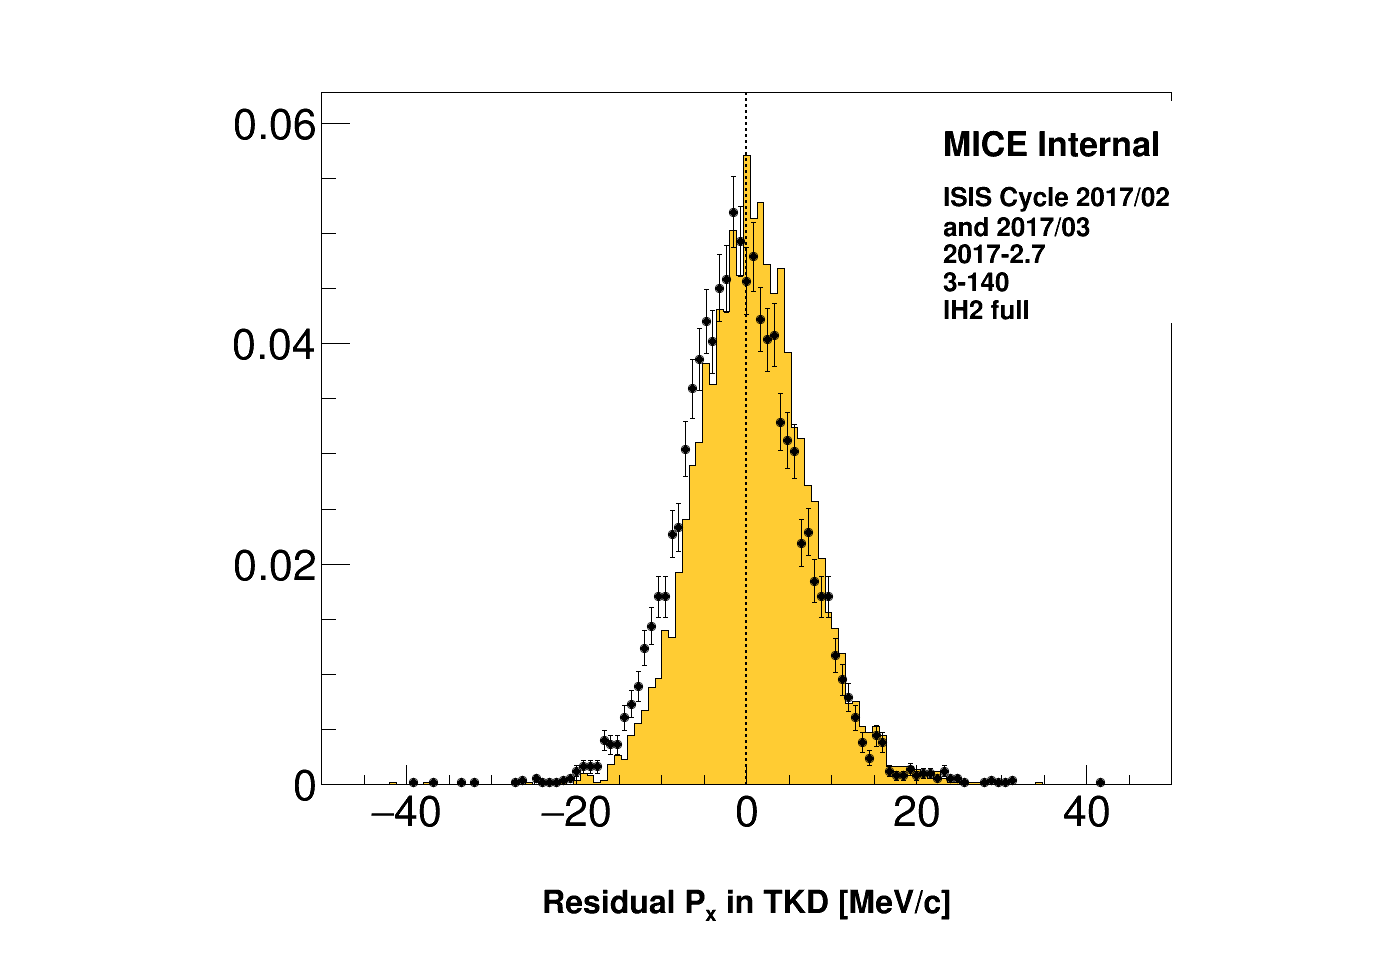 0.06
0.04
0.02
0
−40
−20
0
20
40
MICE Internal
ISIS Cycle 2017/02
and 2017/03
2017-2.7
3-140
lH2 full
Residual Px in TKD [MeV/c]